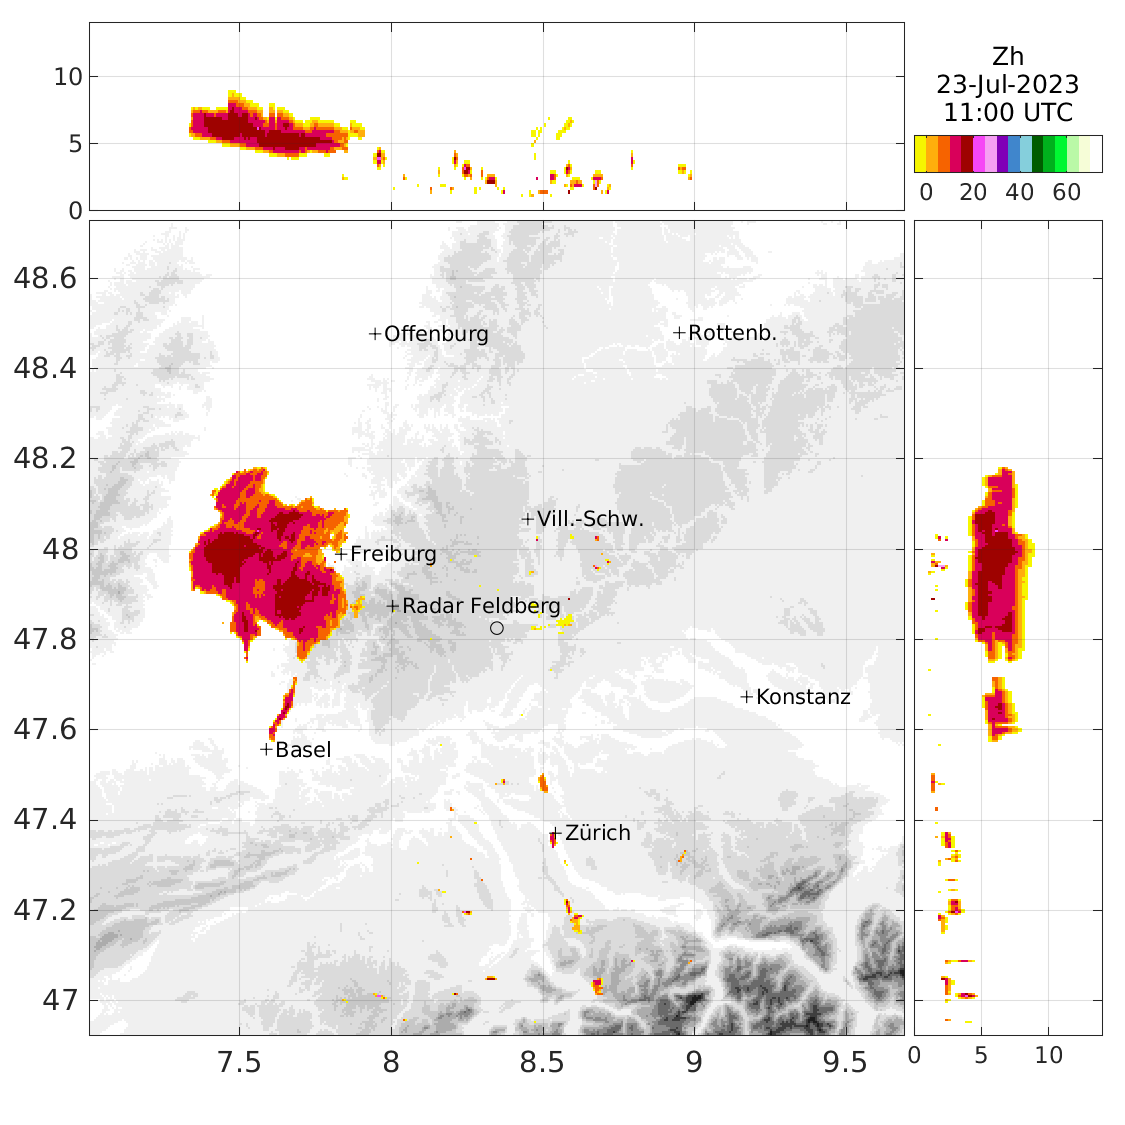 10
5
0
Zh
23-Jul-2023
11:00 UTC
0 20 40 60
48.6
48.4
48.2
48
47.8
47.6
47.4
47.2
47
Offenburg
Rottenb.
Vill.-Schw.
Freiburg
Radar Feldberg
Konstanz
Basel
Zürich
7.5 8 8.5 9 9.5
0 5 10